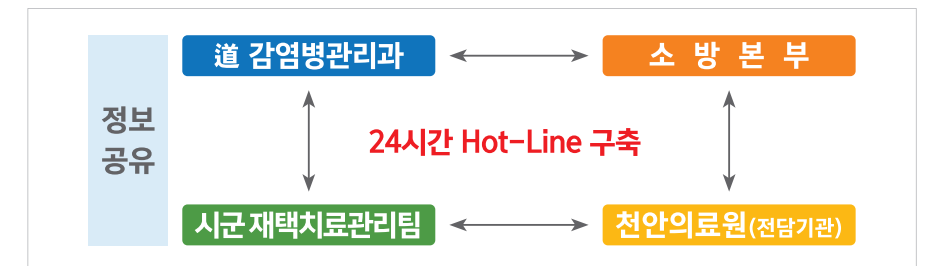 정보
공유
道 감염병관리과
소 방 본 부
24시간 Hot-Line 구축
시군 재택치료관리팀
천안의료원(전담기관)